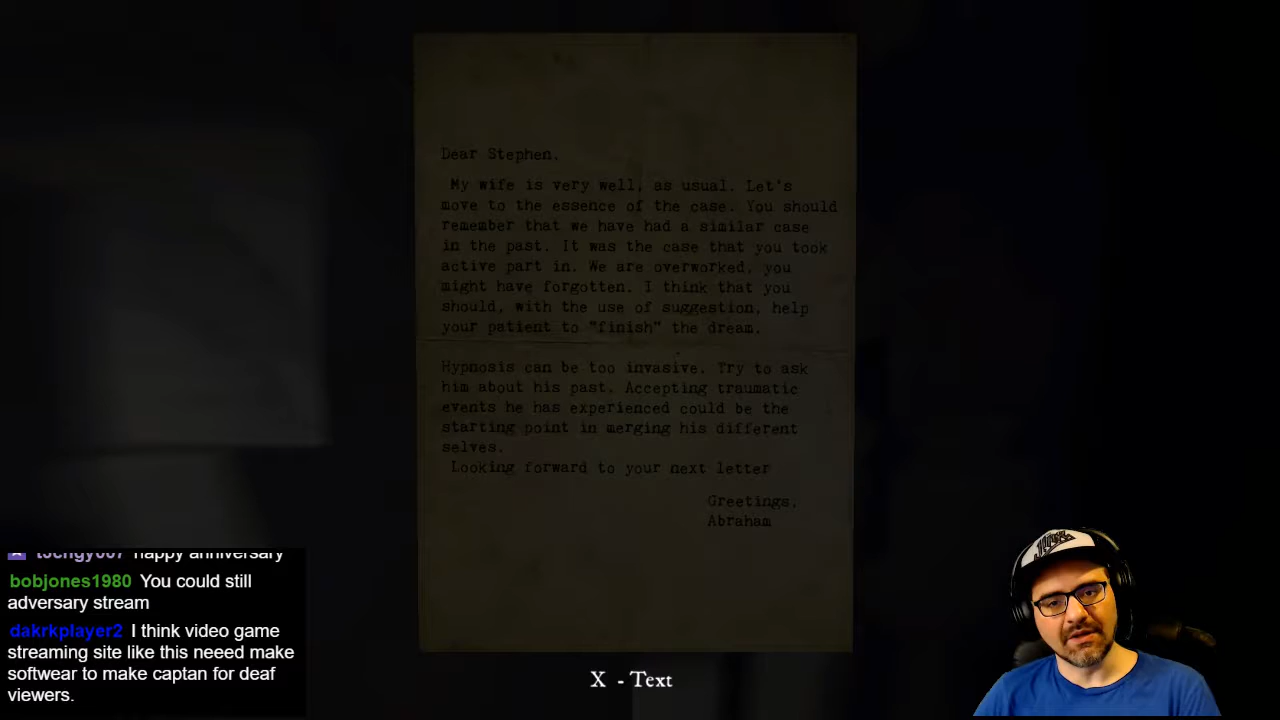 Dear Stephen.
My wife is very well, as usual. Let's
move to the essence of the case. You should
remember that we have had a similar case
in the past. It was the case that you took
active part in. We are overworked, you
might have forgotten. I think that you
should, with the use of suggestion, help
your patient to "finish" the dream.
Hypnosis can be too invasive. Try to ask
him about his past. Accepting traumatic
events he has experienced could be the
starting point in merging his different
selves.
Looking forward to your next letter
Greetings,
Abraham
X - Text
happy anniversary
bobjones1980 You could still
adversary stream
dakrkplayer2 I think video game
streaming site like this neeed make
softwear to make captan for deaf
viewers.